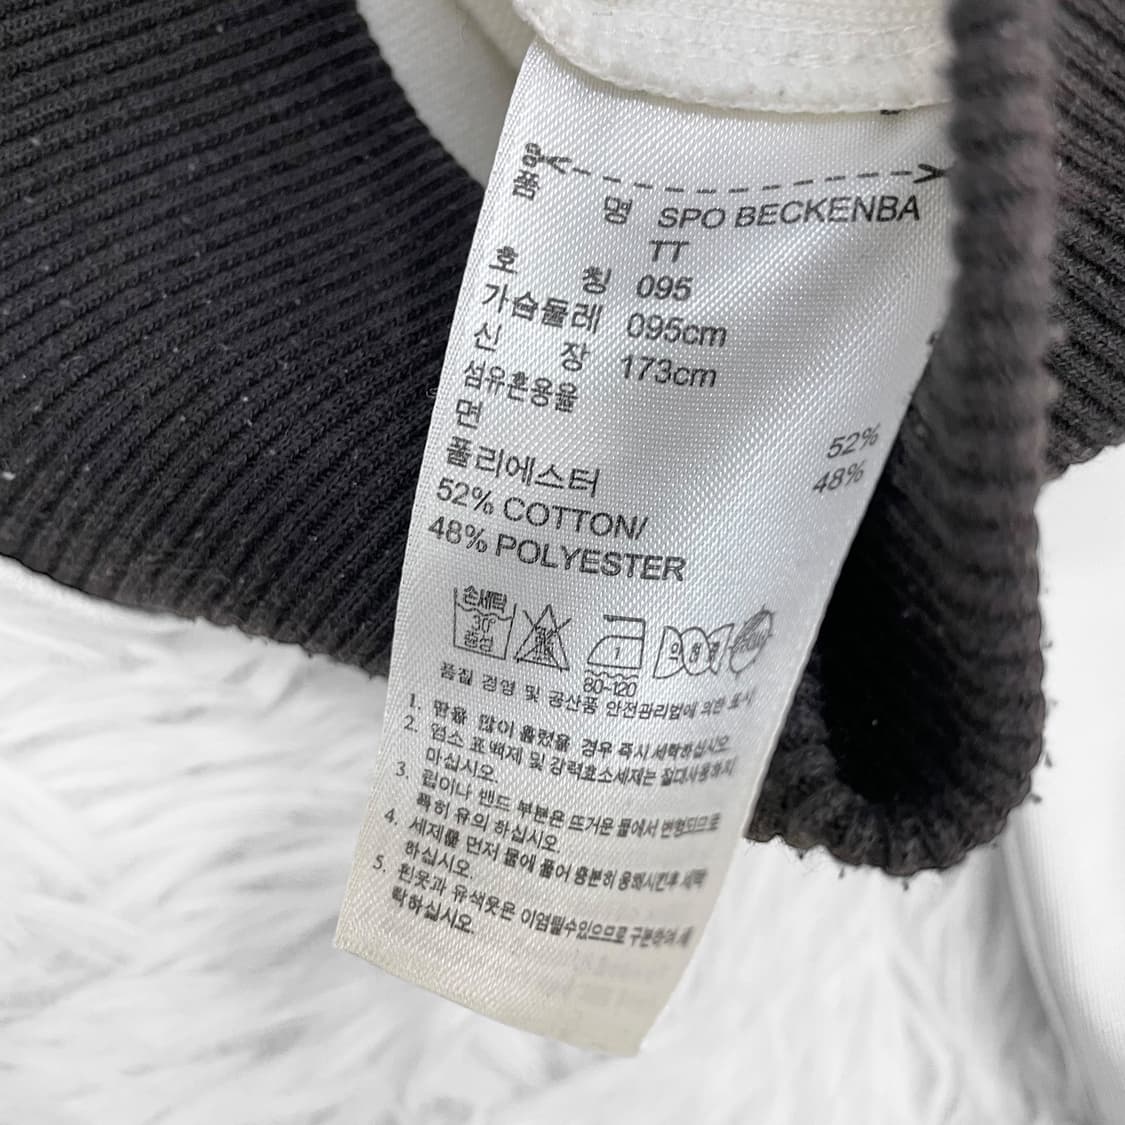 품 명 SPO BECKENBA
TT
호 칭 095
가슴둘레 095cm
신 장 173cm
섬유혼용율
면 52%
폴리에스터 48%
52% COTTON/
48% POLYESTER
손세탁
30°
중성
80-120
품질 경영 및 공산품 안전관리법에 의한 표시
1. 땀을 많이 흘렸을 경우 즉시 세탁하십시오.
2. 염소 표백제 및 강력효소세제는 절대사용하지
마십시오.
3. 립이나 밴드 부분은 뜨거운 물에서 변형되므로
특히 유의 하십시오.
4. 세제를 먼저 물에 풀어 충분히 용해시킨후 세탁
하십시오.
5. 흰옷과 유색옷은 이염될수있으므로 구분하여 세
탁하십시오.